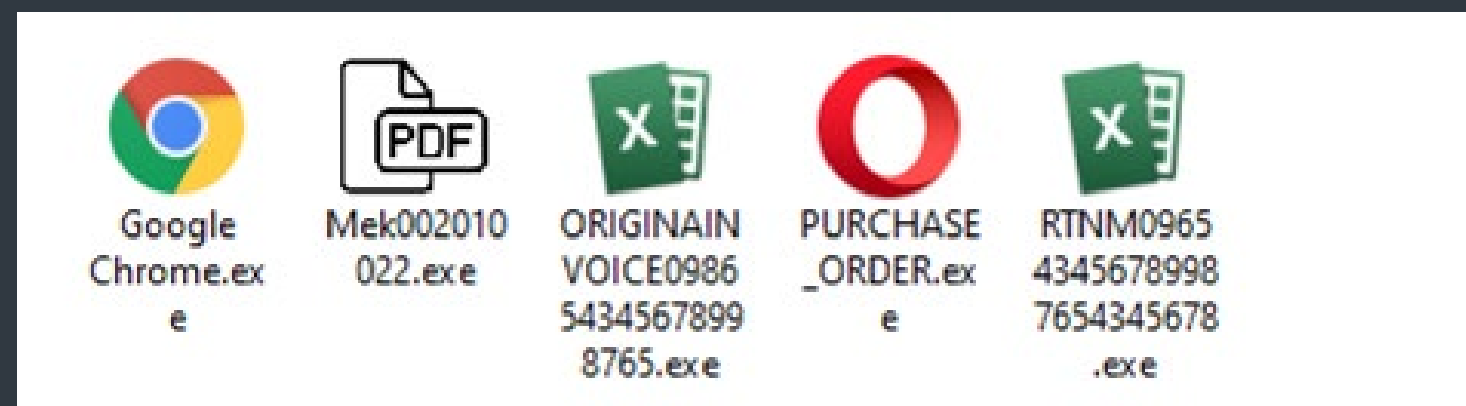 PDF
X
X
Google
Chrome.ex
e
Mek002010
022.exe
ORIGINAIN
VOICE0986
5434567899
8765.exe
PURCHASE
_ORDER.ex
e
RTNM0965
4345678998
7654345678
.exe